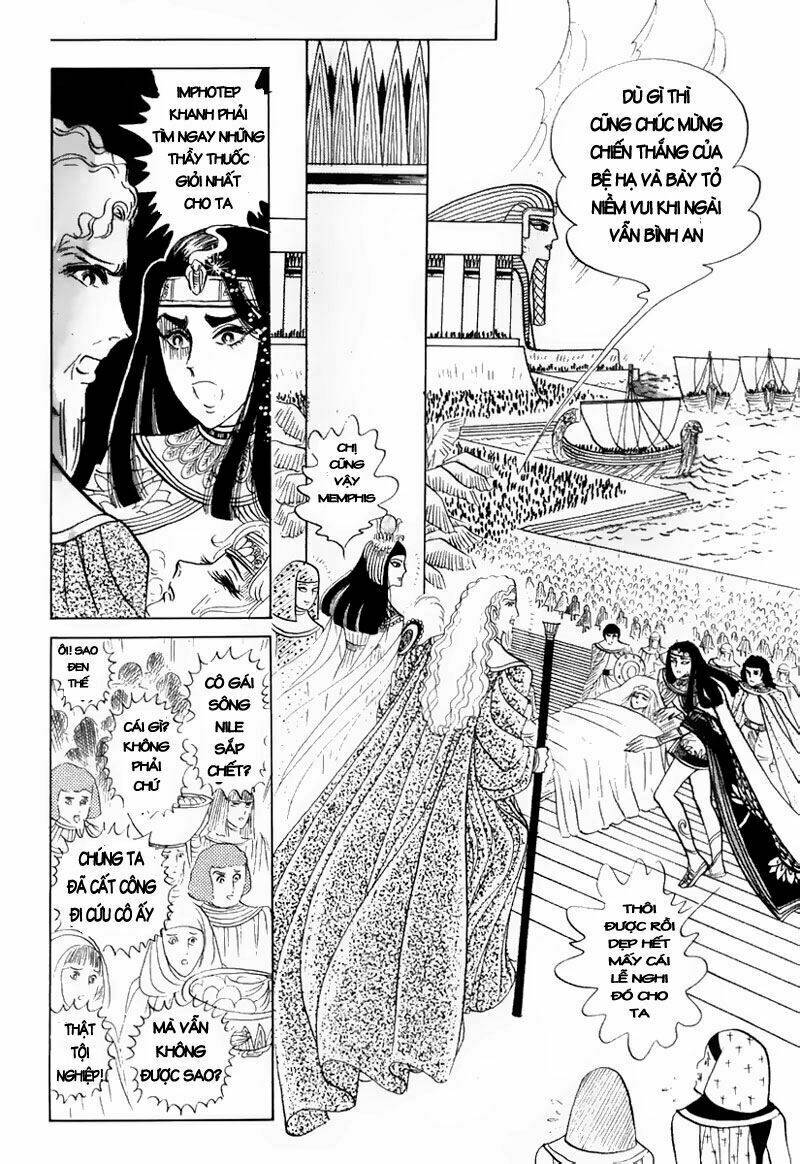 DÙ GÌ THÌ
CŨNG CHÚC MỪNG
CHIẾN THẮNG CỦA
BỆ HẠ VÀ BÀY TỎ
NIỀM VUI KHI NGÀI
VẪN BÌNH AN
CHỊ
CŨNG
VẬY
MEMPHIS
THÔI
ĐƯỢC RỒI
DẸP HẾT
MẤY CÁI
LỄ NGHI
ĐÓ CHO
TA
IMPHOTEP
KHANH PHẢI
TÌM NGAY NHỮNG
THẦY THUỐC
GIỎI NHẤT
CHO TA
CÔ GÁI
SÔNG
NILE
SẮP
CHẾT?
CÁI GÌ?
KHÔNG
PHẢI
CHỨ
ÔI! SAO
ĐEN
THẾ
CHÚNG TA
ĐÃ CẤT CÔNG
ĐI CỨU CÔ ẤY
MÀ VẪN
KHÔNG
ĐƯỢC SAO?
THẬT
TỘI
NGHIỆP!